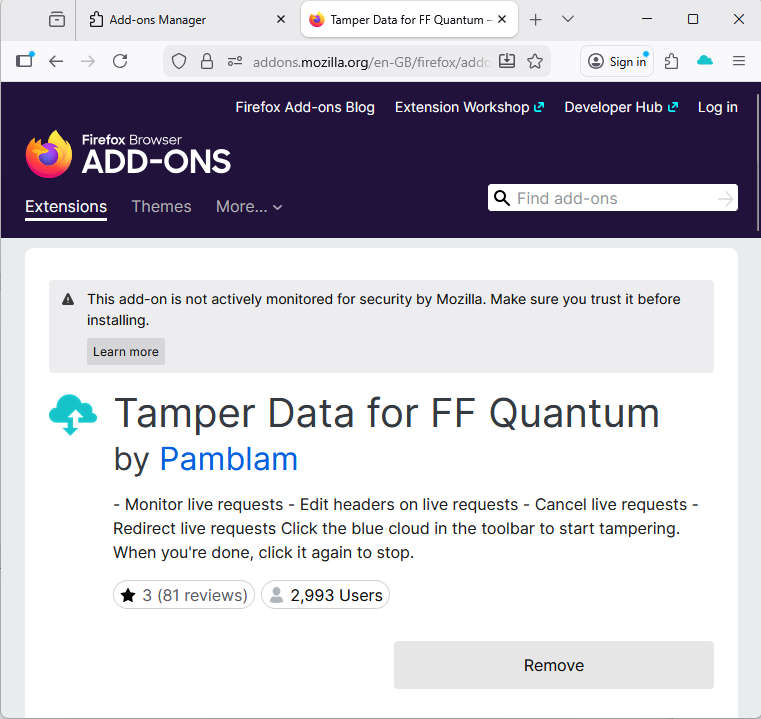 Add-ons Manager
Tamper Data for FF Quantum –
addons.mozilla.org/en-GB/firefox/addo
Sign in
Firefox Add-ons Blog
Extension Workshop
Developer Hub
Log in
Firefox Browser
ADD-ONS
Extensions
Themes
More...
Find add-ons
This add-on is not actively monitored for security by Mozilla. Make sure you trust it before
installing.
Learn more
Tamper Data for FF Quantum
by Pamblam
- Monitor live requests - Edit headers on live requests - Cancel live requests -
Redirect live requests Click the blue cloud in the toolbar to start tampering.
When you're done, click it again to stop.
3 (81 reviews)
2,993 Users
Remove